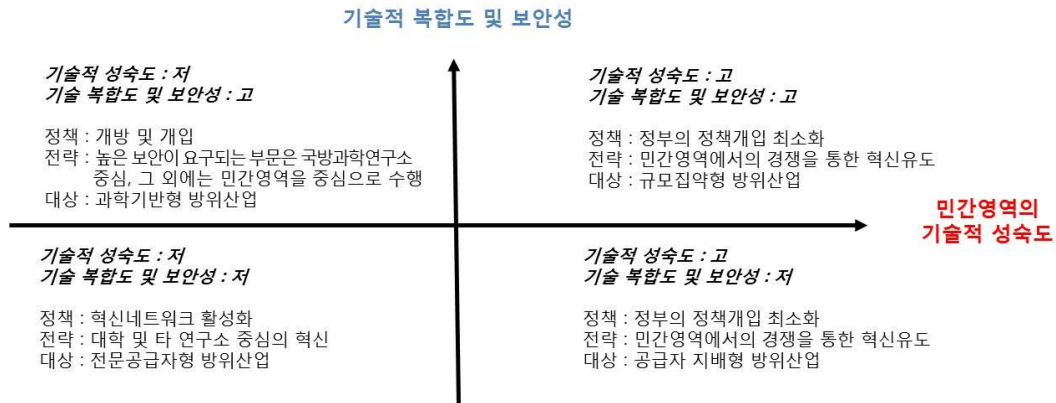 기술적 복합도 및 보안성
기술적 성숙도 : 저
기술 복합도 및 보안성 : 고
정책 : 개방 및 개입
전략 : 높은 보안이 요구되는 부문은 국방과학연구소
중심, 그 외에는 민간영역을 중심으로 수행
대상 : 과학기반형 방위산업
기술적 성숙도 : 고
기술 복합도 및 보안성 : 고
정책 : 정부의 정책개입 최소화
전략 : 민간영역에서의 경쟁을 통한 혁신유도
대상 : 규모집약형 방위산업
민간영역의
기술적 성숙도
기술적 성숙도 : 저
기술 복합도 및 보안성 : 저
정책 : 혁신네트워크 활성화
전략 : 대학 및 타 연구소 중심의 혁신
대상 : 전문공급자형 방위산업
기술적 성숙도 : 고
기술 복합도 및 보안성 : 저
정책 : 정부의 정책개입 최소화
전략 : 민간영역에서의 경쟁을 통한 혁신유도
대상 : 공급자 지배형 방위산업